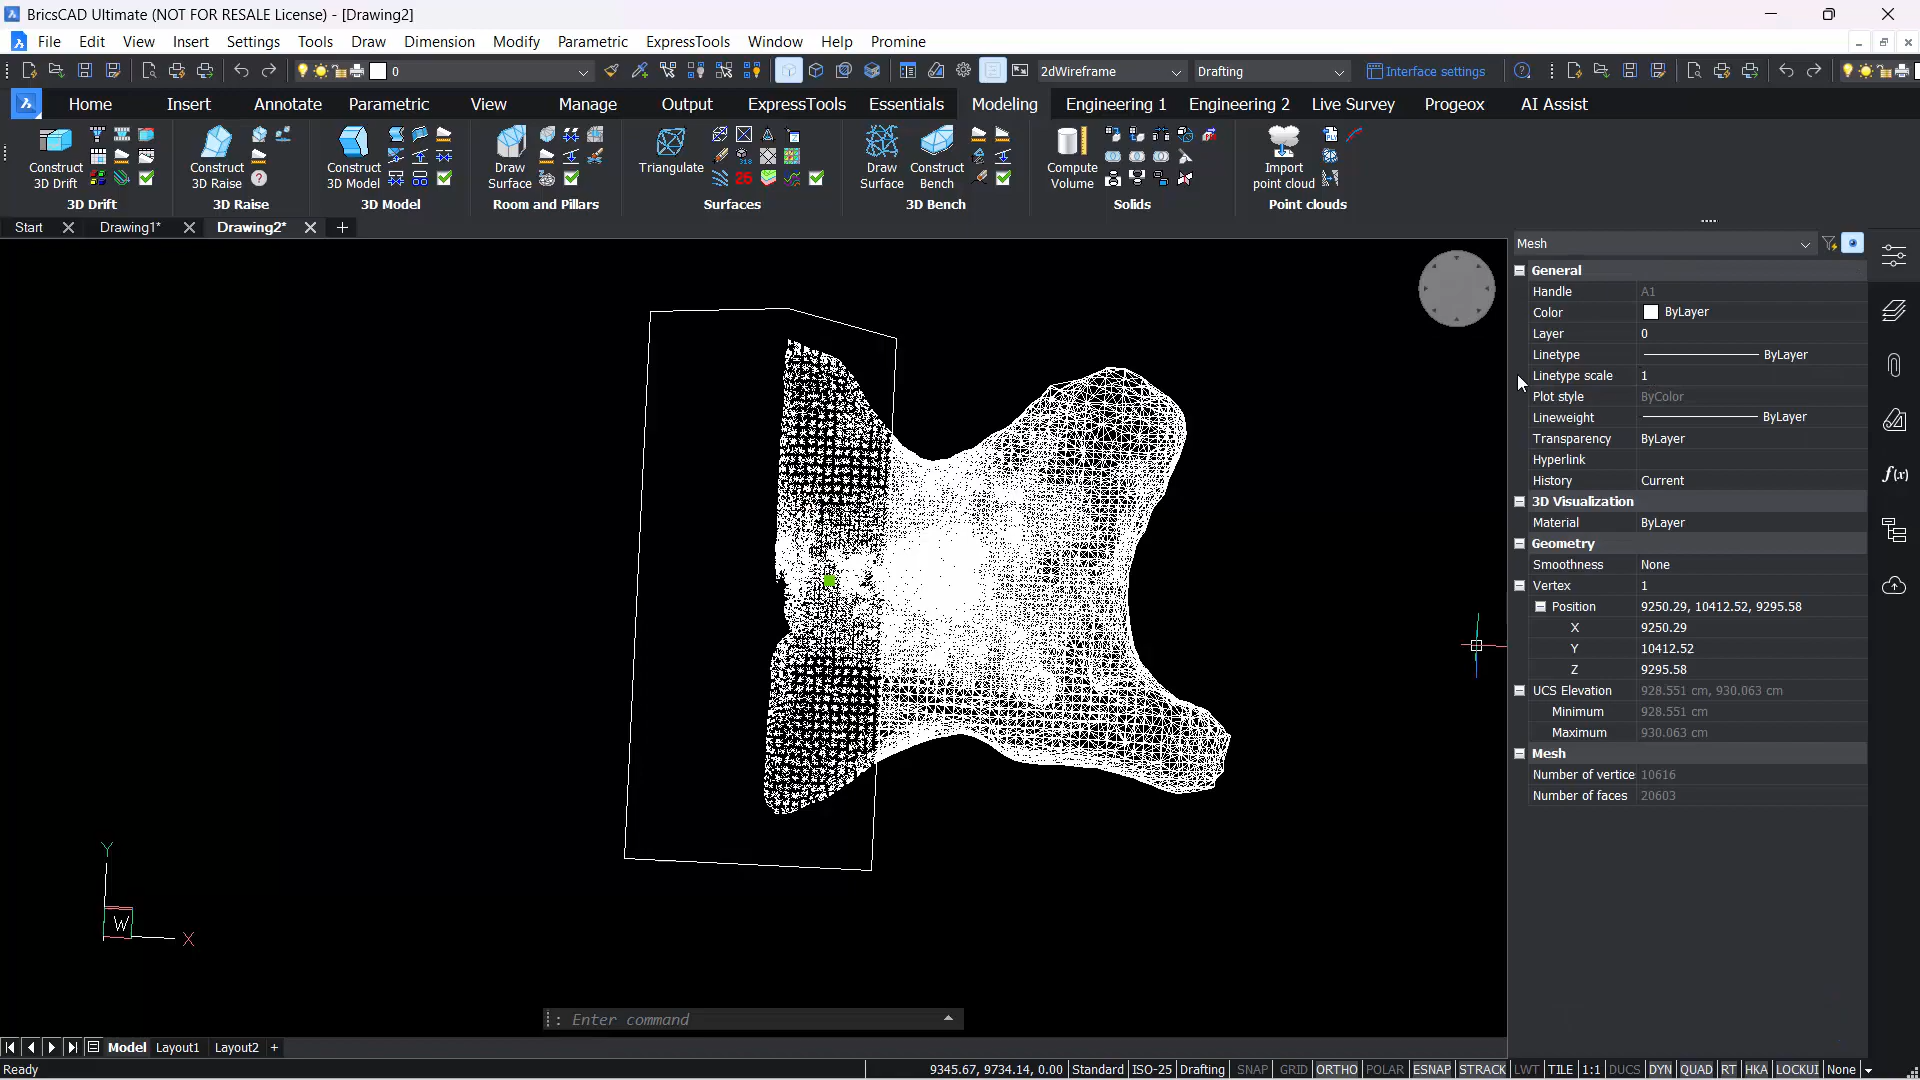 BricsCAD Ultimate (NOT FOR RESALE License) - [Drawing2]
File Edit View Insert Settings Tools Draw Dimension Modify Parametric ExpressTools Window Help Promine
0 2dWireframe Drafting Interface settings
Home Insert Annotate Parametric View Manage Output ExpressTools Essentials Modeling Engineering 1 Engineering 2 Live Survey Progeox AI Assist
Construct 3D Drift
Construct 3D Raise
Construct 3D Model
Draw Surface
Triangulate
Draw Surface
Construct Bench
Compute Volume
Import point cloud
3D Drift 3D Raise 3D Model Room and Pillars Surfaces 3D Bench Solids Point clouds
Start Drawing1* Drawing2*
Mesh
General
Handle A1
Color ByLayer
Layer 0
Linetype ByLayer
Linetype scale 1
Plot style ByColor
Lineweight ByLayer
Transparency ByLayer
Hyperlink
History Current
3D Visualization
Material ByLayer
Geometry
Smoothness None
Vertex 1
Position 9250.29, 10412.52, 9295.58
X 9250.29
Y 10412.52
Z 9295.58
UCS Elevation 928.551 cm, 930.063 cm
Minimum 928.551 cm
Maximum 930.063 cm
Mesh
Number of vertice 10616
Number of faces 20603
f(x)
Y
W
X
: Enter command
Model Layout1 Layout2 +
Ready 9345.67, 9734.14, 0.00 Standard ISO-25 Drafting SNAP GRID ORTHO POLAR ESNAP STRACK LWT TILE 1:1 DUCS DYN QUAD RT HKA LOCKUI None